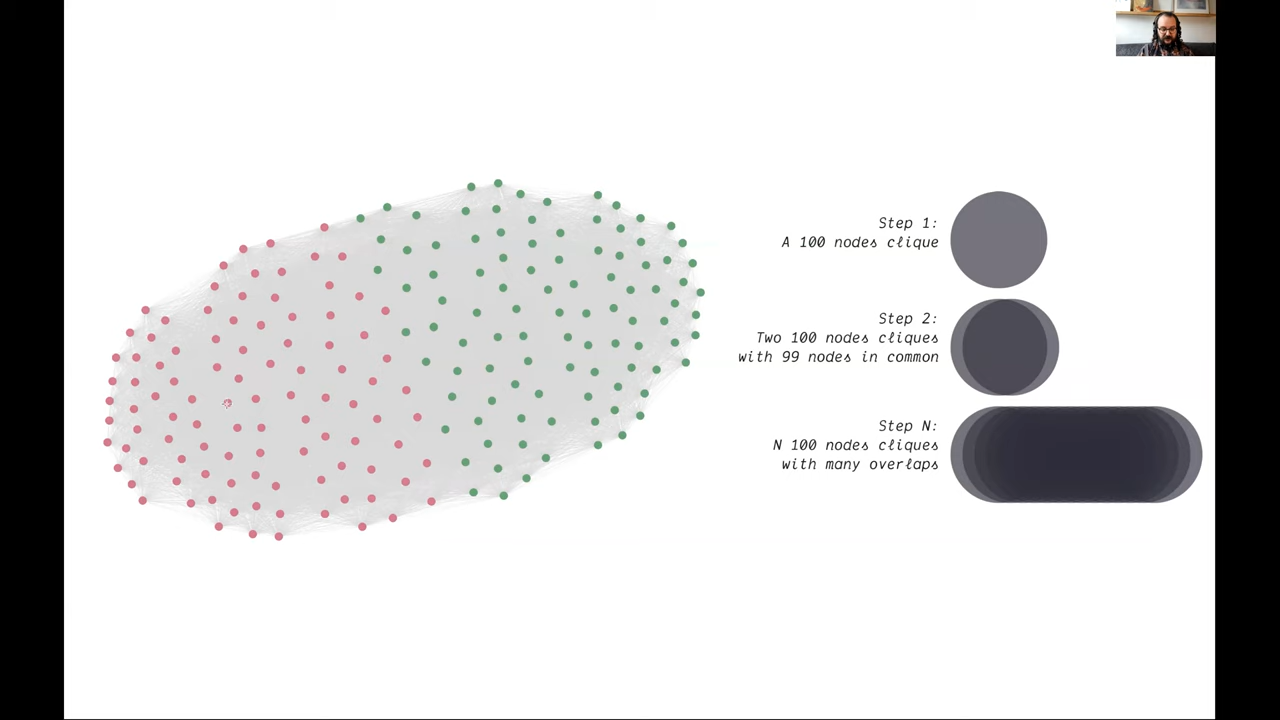 Step 1:
A 100 nodes clique
Step 2:
Two 100 nodes cliques
with 99 nodes in common
Step N:
N 100 nodes cliques
with many overlaps